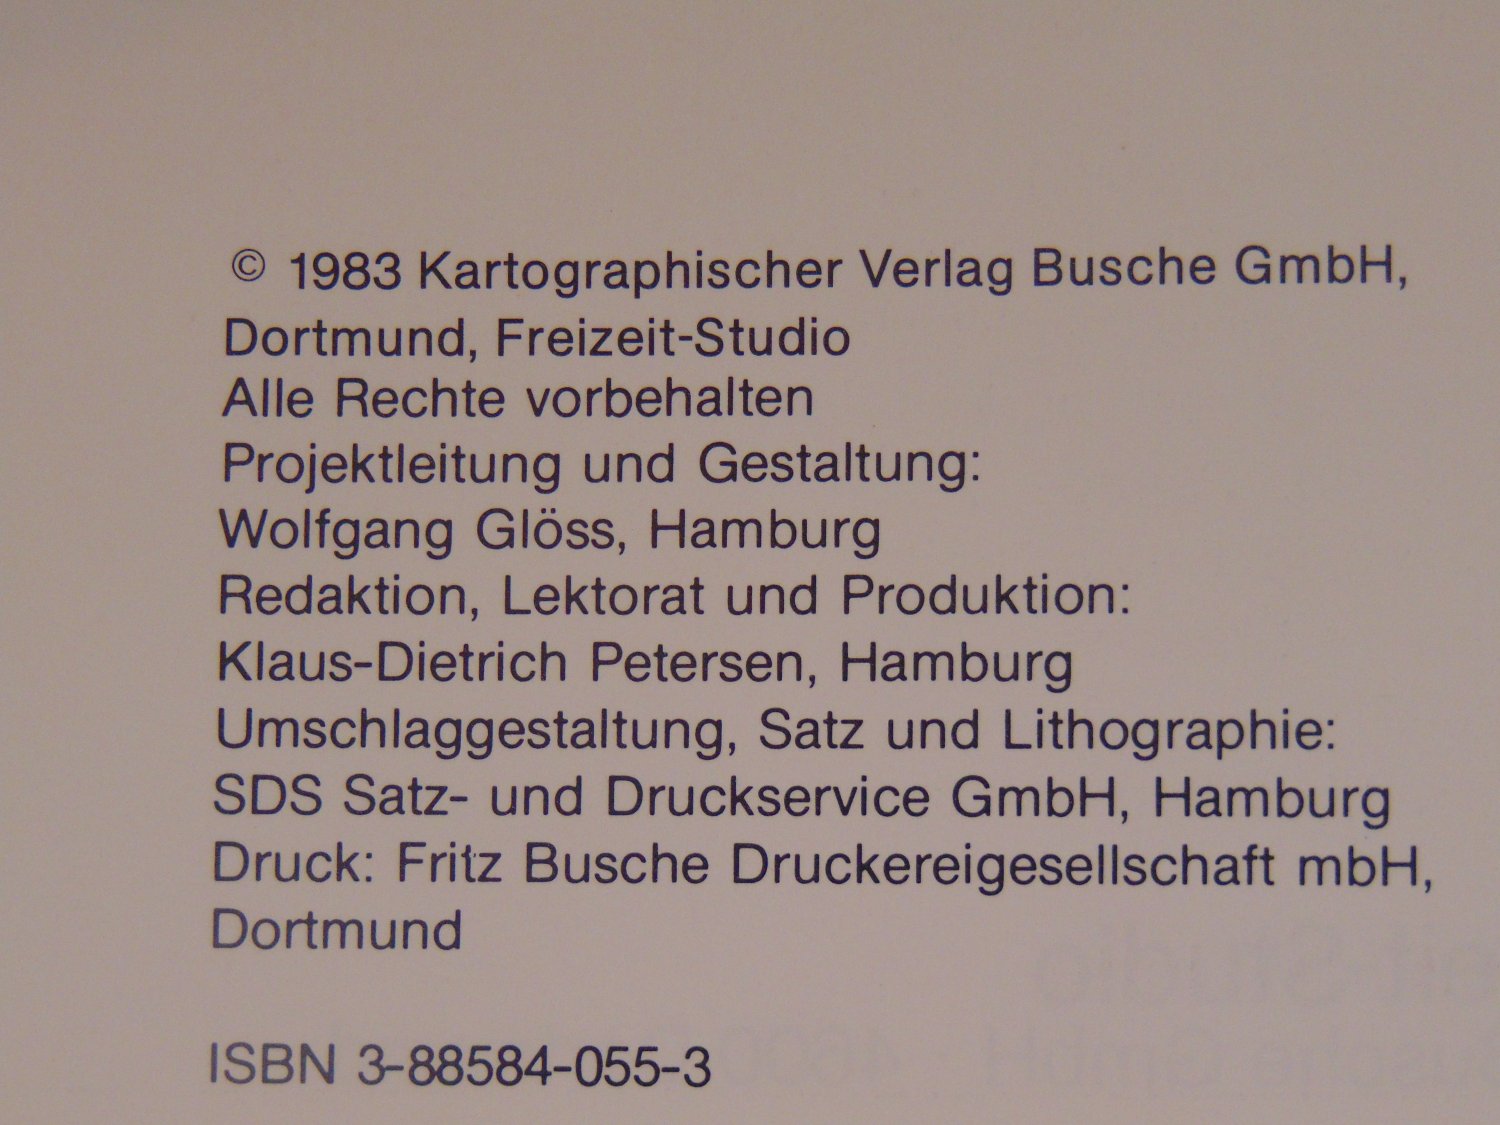 © 1983 Kartographischer Verlag Busche GmbH,
Dortmund, Freizeit-Studio
Alle Rechte vorbehalten
Projektleitung und Gestaltung:
Wolfgang Glöss, Hamburg
Redaktion, Lektorat und Produktion:
Klaus-Dietrich Petersen, Hamburg
Umschlaggestaltung, Satz und Lithographie:
SDS Satz- und Druckservice GmbH, Hamburg
Druck: Fritz Busche Druckereigesellschaft mbH,
Dortmund
ISBN 3-88584-055-3